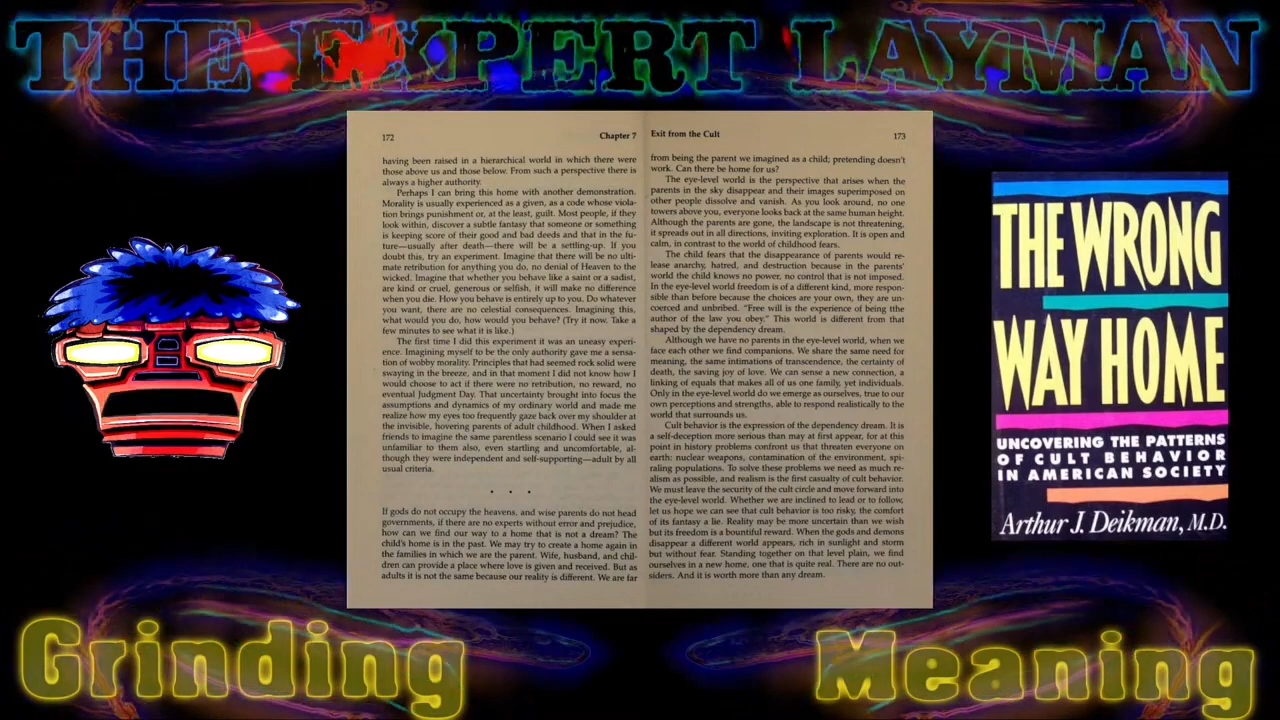 THE EXPERT LAYMAN
172
Chapter 7
having been raised in a hierarchical world in which there were
those above us and those below. From such a perspective there is
always a higher authority.
Perhaps I can bring this home with another demonstration.
Morality is usually experienced as a given, as a code whose viola-
tion brings punishment or, at the least, guilt. Most people, if they
look within, discover a subtle fantasy that someone or something
is keeping score of their good and bad deeds and that in the fu-
ture—usually after death—there will be a settling-up. If you
doubt this, try an experiment. Imagine that there will be no ulti-
mate retribution for anything you do, no denial of Heaven to the
wicked. Imagine that whether you behave like a saint or a sadist,
are kind or cruel, generous or selfish, it will make no difference
when you die. How you behave is entirely up to you. Do whatever
you want, there are no celestial consequences. Imagining this,
what would you do, how would you behave? (Try it now. Take a
few minutes to see what it is like.)
The first time I did this experiment it was an uneasy experi-
ence. Imagining myself to be the only authority gave me a sensa-
tion of wobby morality. Principles that had seemed rock solid were
swaying in the breeze, and in that moment I did not know how I
would choose to act if there were no retribution, no reward, no
eventual Judgment Day. That uncertainty brought into focus the
assumptions and dynamics of my ordinary world and made me
realize how my eyes too frequently gaze back over my shoulder at
the invisible, hovering parents of adult childhood. When I asked
friends to imagine the same parentless scenario I could see it was
unfamiliar to them also, even startling and uncomfortable, al-
though they were independent and self-supporting—adult by all
usual criteria.
• • •
If gods do not occupy the heavens, and wise parents do not head
governments, if there are no experts without error and prejudice,
how can we find our way to a home that is not a dream? The
child's home is in the past. We may try to create a home again in
the families in which we are the parent. Wife, husband, and chil-
dren can provide a place where love is given and received. But as
adults it is not the same because our reality is different. We are far
Exit from the Cult
173
from being the parent we imagined as a child; pretending doesn't
work. Can there be home for us?
The eye-level world is the perspective that arises when the
parents in the sky disappear and their images superimposed on
other people dissolve and vanish. As you look around, no one
towers above you, everyone looks back at the same human height.
Although the parents are gone, the landscape is not threatening,
it spreads out in all directions, inviting exploration. It is open and
calm, in contrast to the world of childhood fears.
The child fears that the disappearance of parents would re-
lease anarchy, hatred, and destruction because in the parents'
world the child knows no power, no control that is not imposed.
In the eye-level world freedom is of a different kind, more respon-
sible than before because the choices are your own, they are un-
coerced and unbribed. "Free will is the experience of being tthe
author of the law you obey." This world is different from that
shaped by the dependency dream.
Although we have no parents in the eye-level world, when we
face each other we find companions. We share the same need for
meaning, the same intimations of transcendence, the certainty of
death, the saving joy of love. We can sense a new connection, a
linking of equals that makes all of us one family, yet individuals.
Only in the eye-level world do we emerge as ourselves, true to our
own perceptions and strengths, able to respond realistically to the
world that surrounds us.
Cult behavior is the expression of the dependency dream. It is
a self-deception more serious than may at first appear, for at this
point in history problems confront us that threaten everyone on
earth: nuclear weapons, contamination of the environment, spi-
raling populations. To solve these problems we need as much re-
alism as possible, and realism is the first casualty of cult behavior.
We must leave the security of the cult circle and move forward into
the eye-level world. Whether we are inclined to lead or to follow,
let us hope we can see that cult behavior is too risky, the comfort
of its fantasy a lie. Reality may be more uncertain than we wish
but its freedom is a bountiful reward. When the gods and demons
disappear a different world appears, rich in sunlight and storm
but without fear. Standing together on that level plain, we find
ourselves in a new home, one that is quite real. There are no out-
siders. And it is worth more than any dream.
THE WRONG
WAY HOME
UNCOVERING THE PATTERNS
OF CULT BEHAVIOR
IN AMERICAN SOCIETY
Arthur J. Deikman, M.D.
Grinding
Meaning